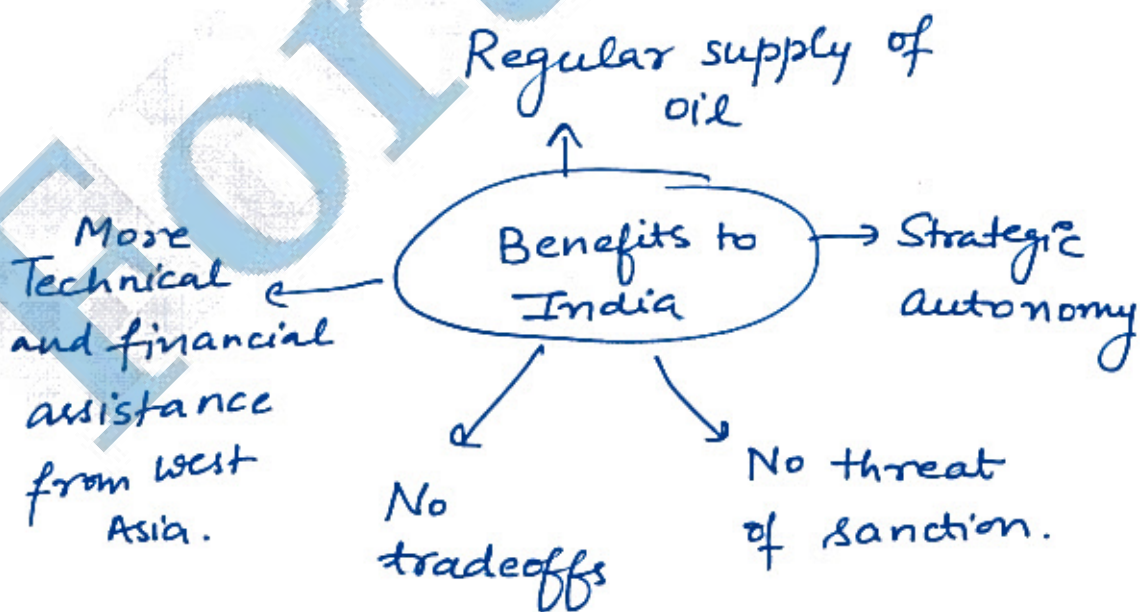 Regular supply of
oil
Benefits to
India
Strategic
autonomy
More
Technical
and financial
assistance
from west
Asia.
No
tradeoffs
No threat
of sanction.
For